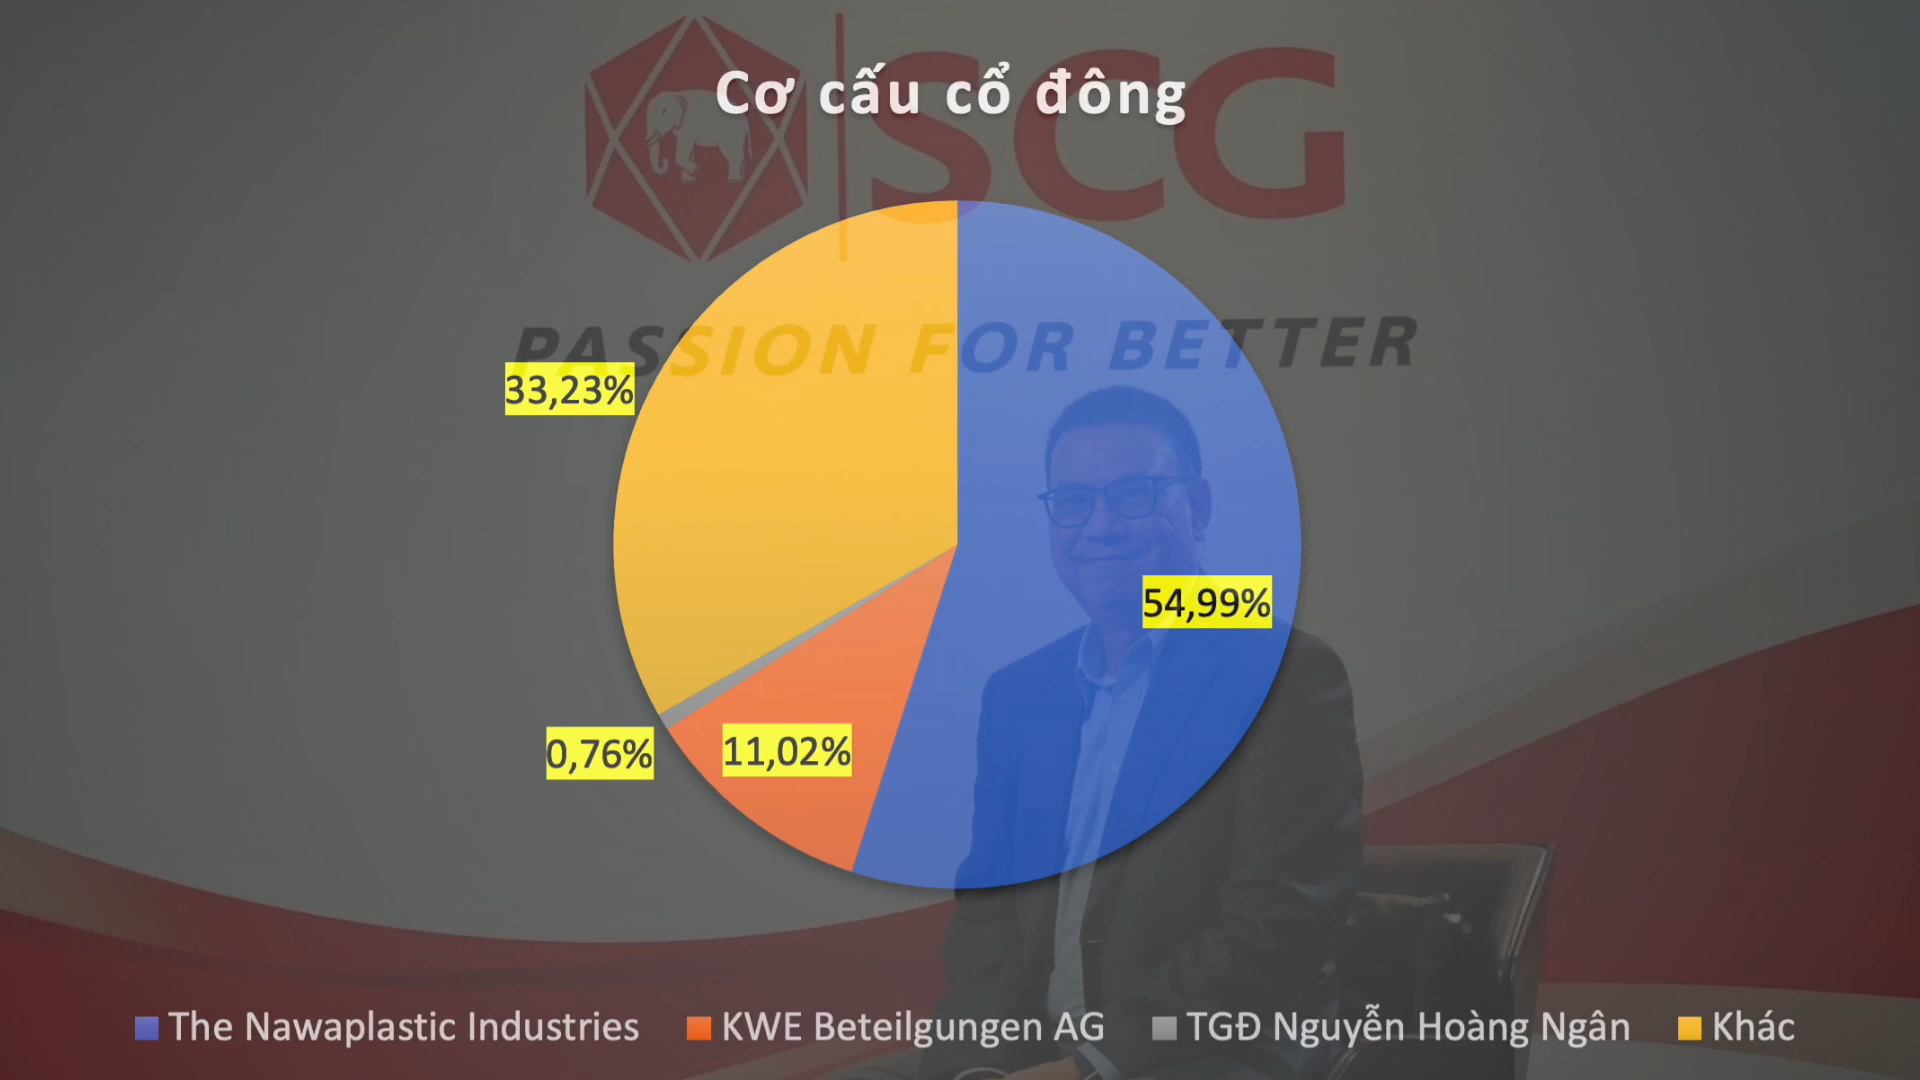 SCG
Cơ cấu cổ đông
PASSION FOR BETTER
33,23%
54,99%
0,76%
11,02%
The Nawaplastic Industries
KWE Beteilgungen AG
TGĐ Nguyễn Hoàng Ngân
Khác